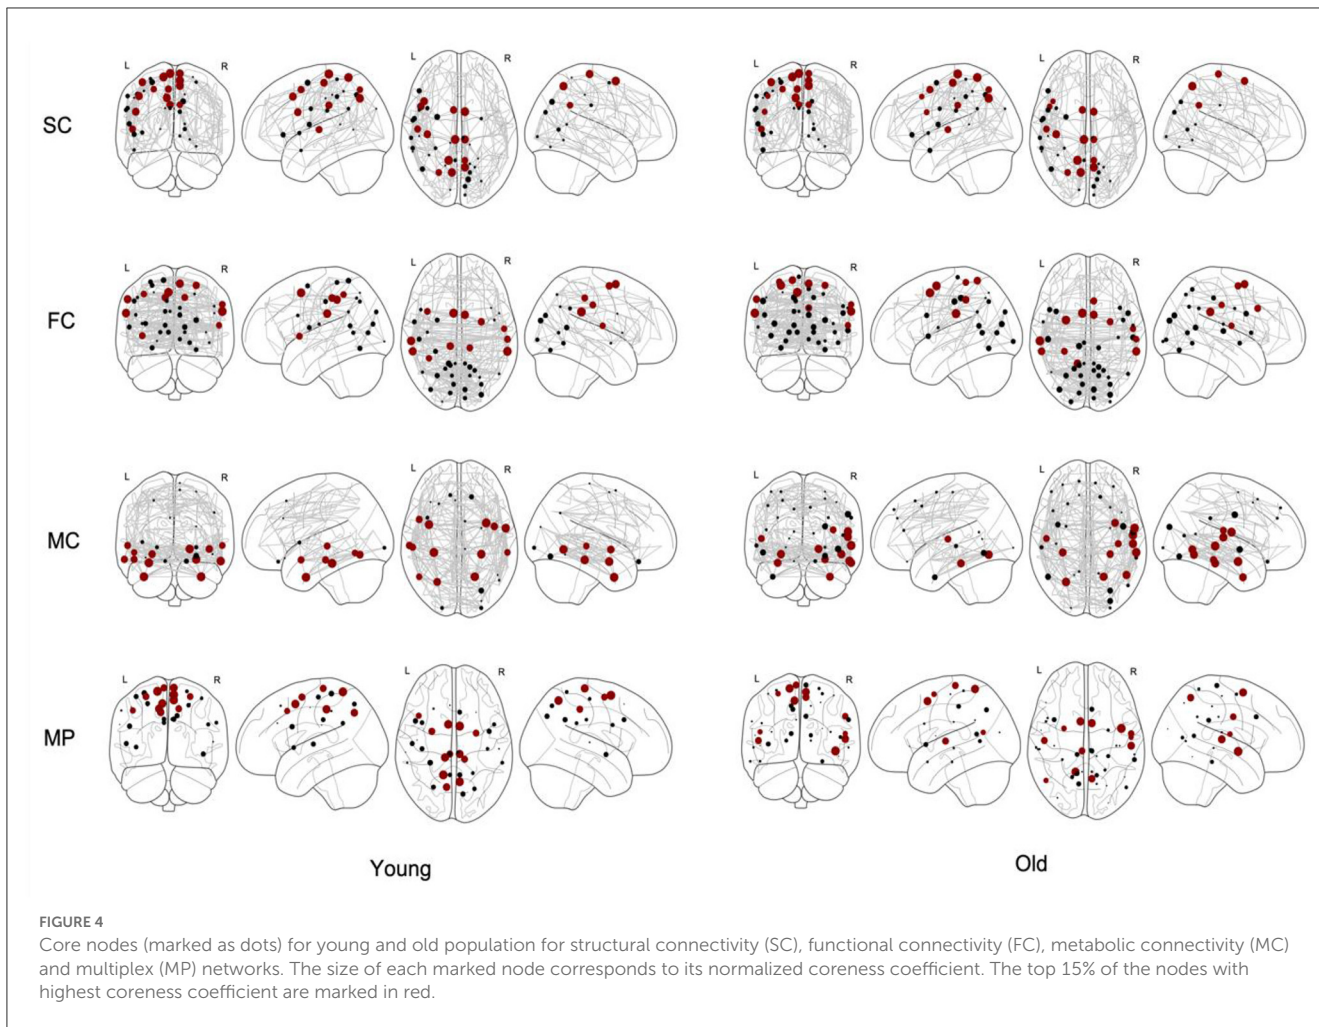 L R L R L R L R
SC
L R L R L R L R
FC
L R L R L R L R
MC
L R L R L R L R
MP
Young Old
FIGURE 4
Core nodes (marked as dots) for young and old population for structural connectivity (SC), functional connectivity (FC), metabolic connectivity (MC)
and multiplex (MP) networks. The size of each marked node corresponds to its normalized coreness coefficient. The top 15% of the nodes with
highest coreness coefficient are marked in red.